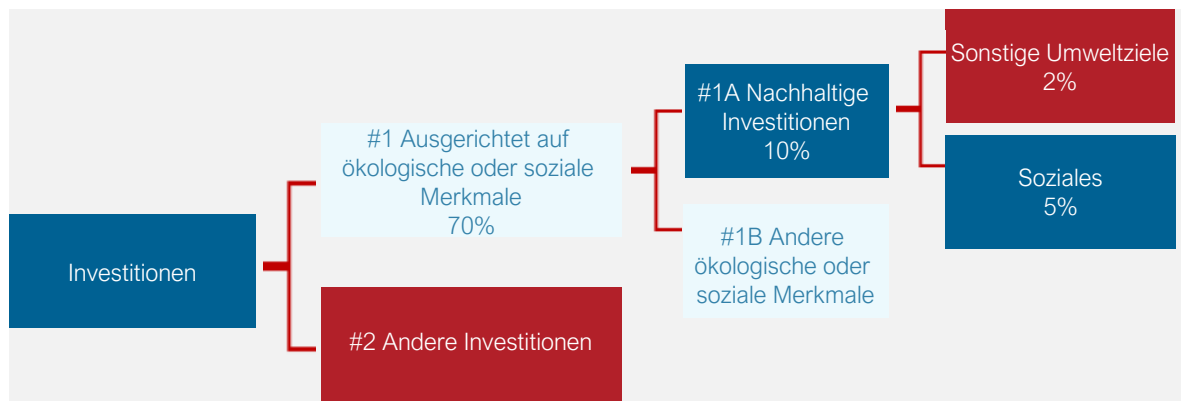 Investitionen
#1 Ausgerichtet auf
ökologische oder soziale
Merkmale
70%
#2 Andere Investitionen
#1A Nachhaltige
Investitionen
10%
#1B Andere
ökologische oder
soziale Merkmale
Sonstige Umweltziele
2%
Soziales
5%